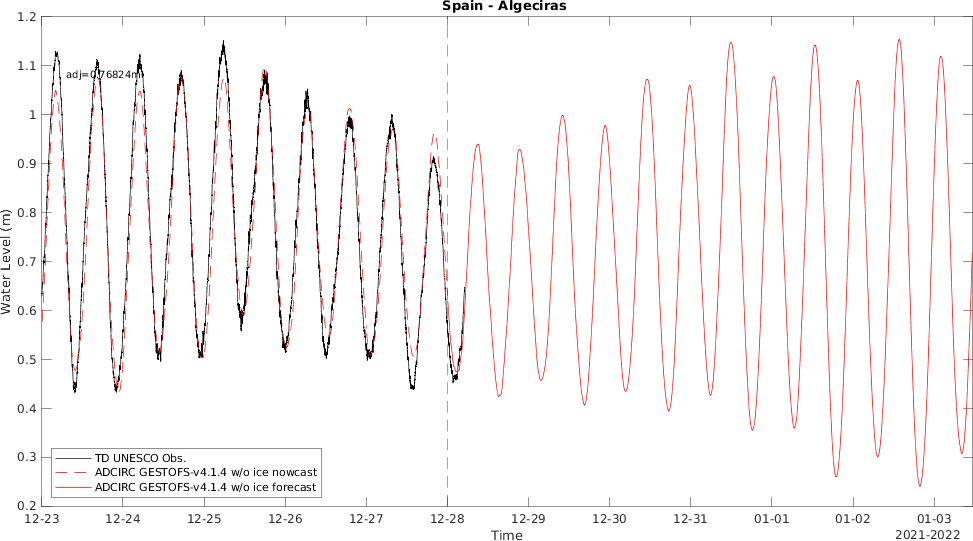 Spain - Algeciras
1.2
1.1
1
0.9
0.8
0.7
0.6
0.5
0.4
0.3
0.2
Water Level (m)
adj=0.76824m
TD UNESCO Obs.
ADCIRC GESTOFS-v4.1.4 w/o ice nowcast
ADCIRC GESTOFS-v4.1.4 w/o ice forecast
12-23 12-24 12-25 12-26 12-27 12-28 12-29 12-30 12-31 01-01 01-02 01-03
Time
2021-2022